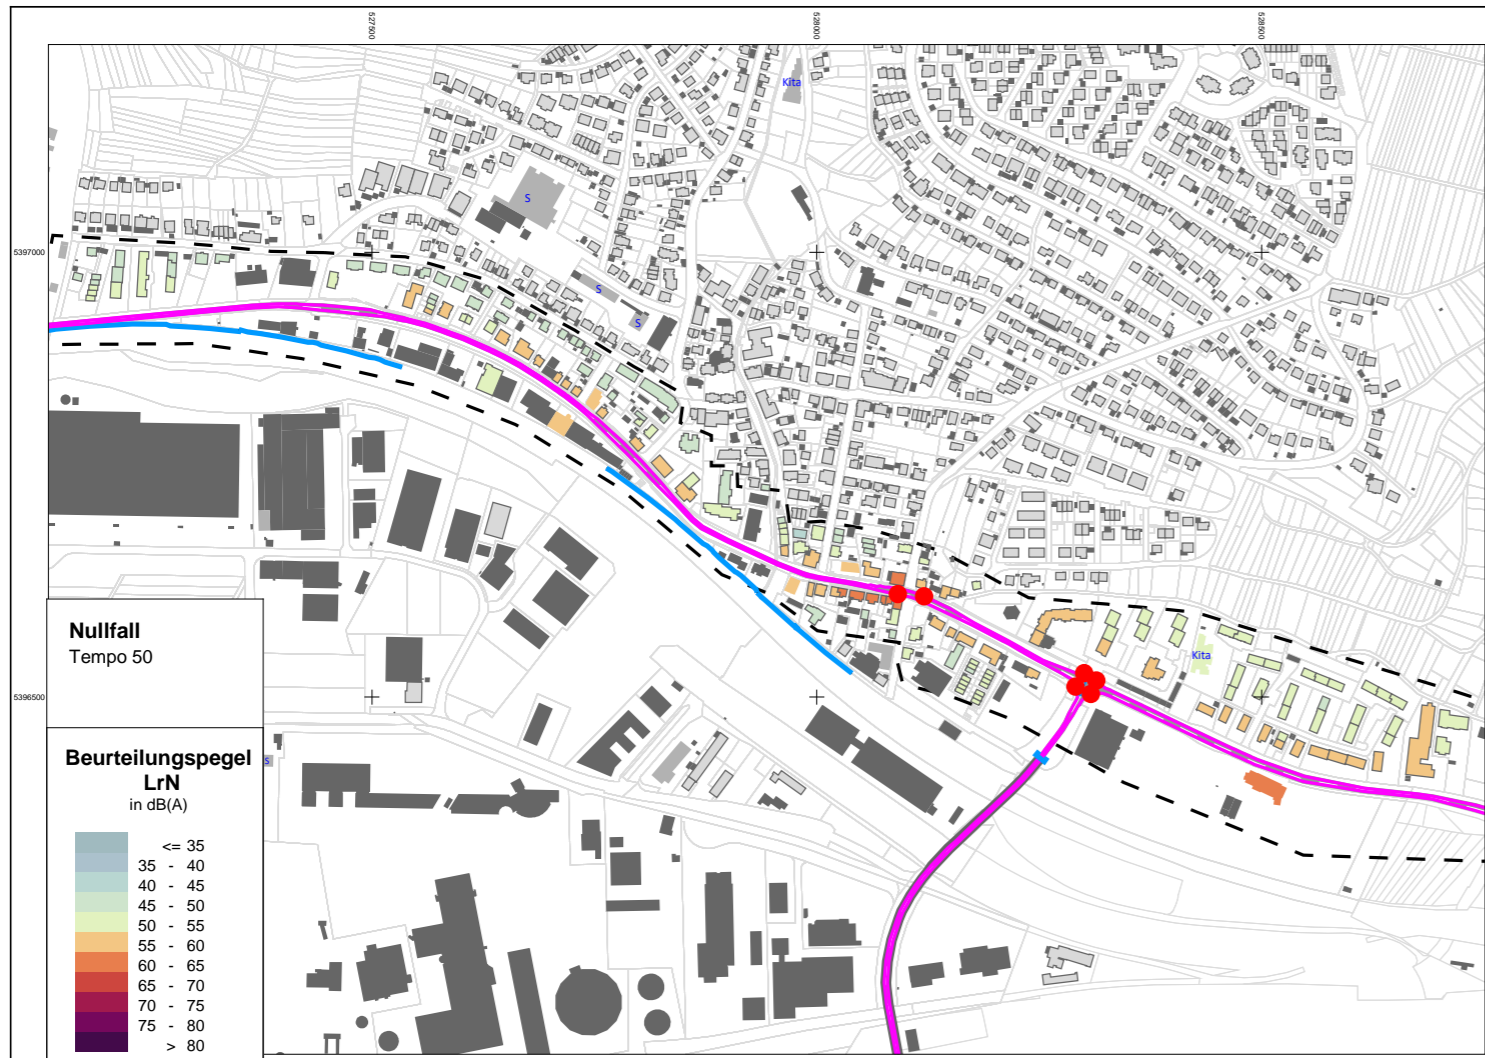 527500
528000
528500
Kita
S
5397000
S
S
Nullfall
Tempo 50
Kita
5396500
Beurteilungspegel
LrN
in dB(A)
S
<= 35
35 - 40
40 - 45
45 - 50
50 - 55
55 - 60
60 - 65
65 - 70
70 - 75
75 - 80
> 80